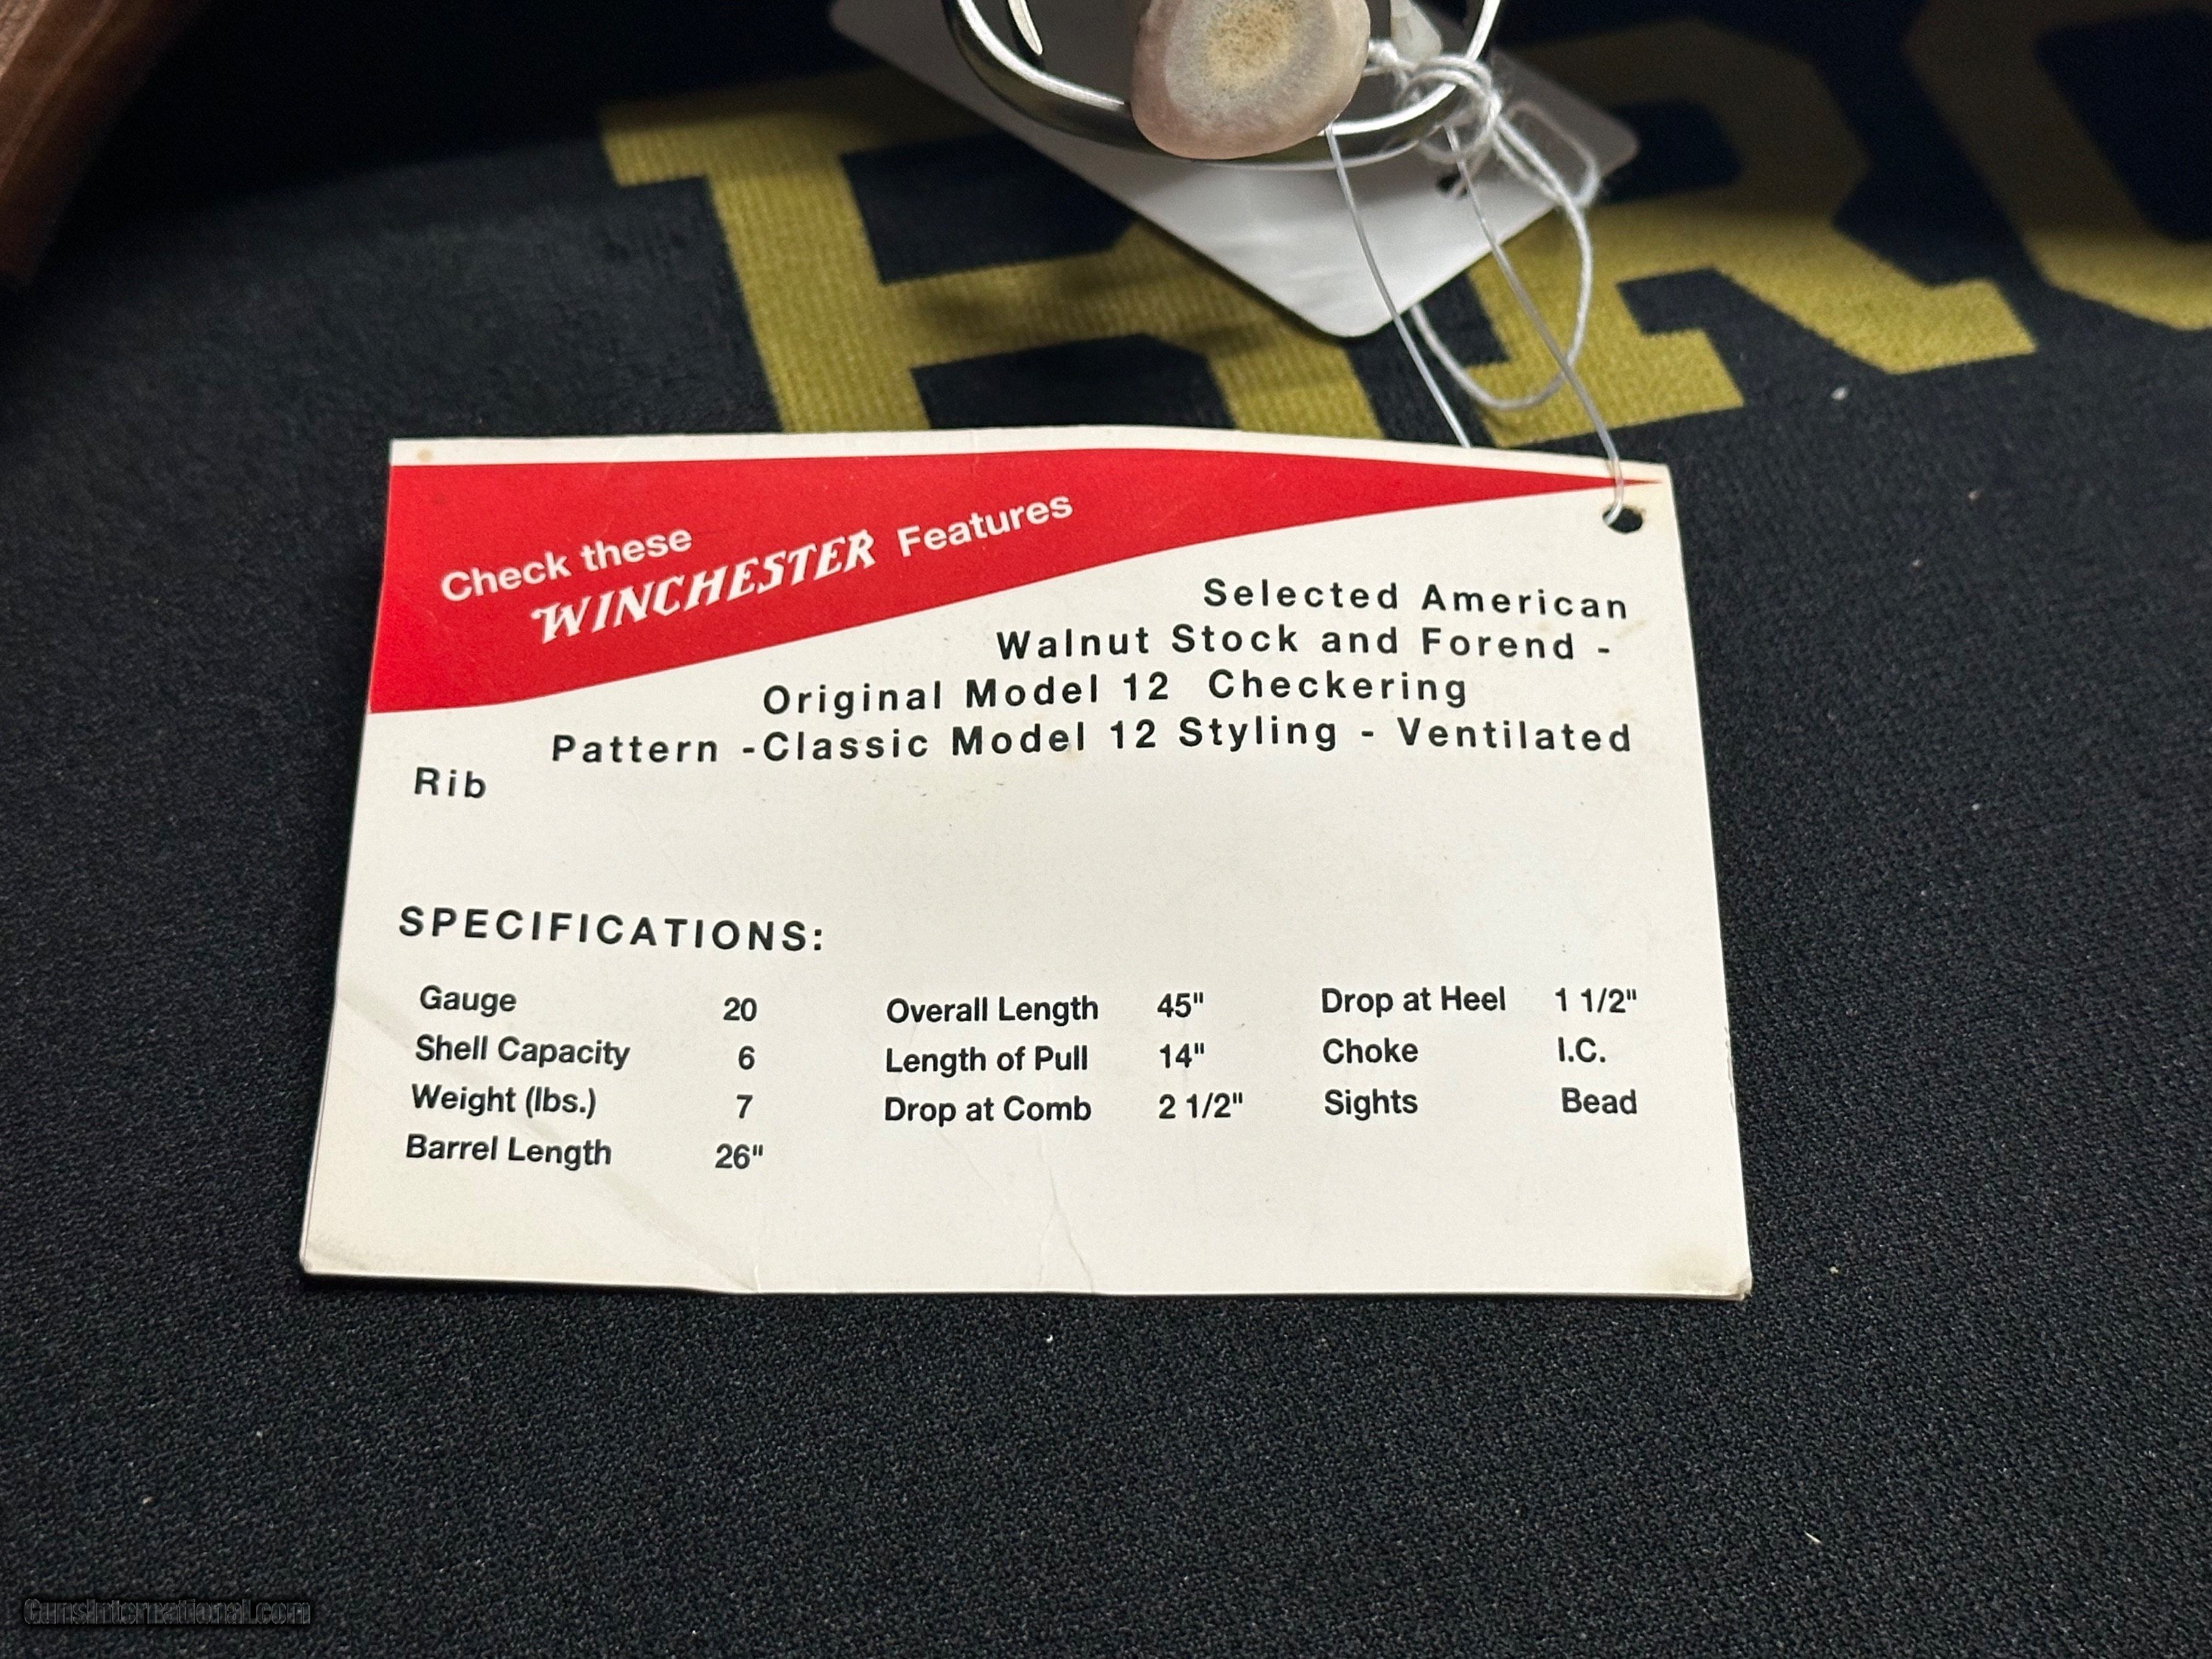 Check these
WINCHESTER Features
Selected American
Walnut Stock and Forend -
Original Model 12 Checkering
Pattern -Classic Model 12 Styling - Ventilated
Rib
SPECIFICATIONS:
Gauge 20
Shell Capacity 6
Weight (lbs.) 7
Barrel Length 26"
Overall Length 45"
Length of Pull 14"
Drop at Comb 2 1/2"
Drop at Heel 1 1/2"
Choke I.C.
Sights Bead
GunsInternational.com